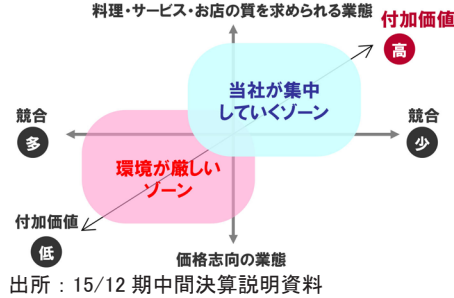 料理・サービス・お店の質を求められる業態
付加価値
高
当社が集中
していくゾーン
競合
多
競合
少
環境が厳しい
ゾーン
付加価値
低
価格志向の業態
出所：15/12 期中間決算説明資料